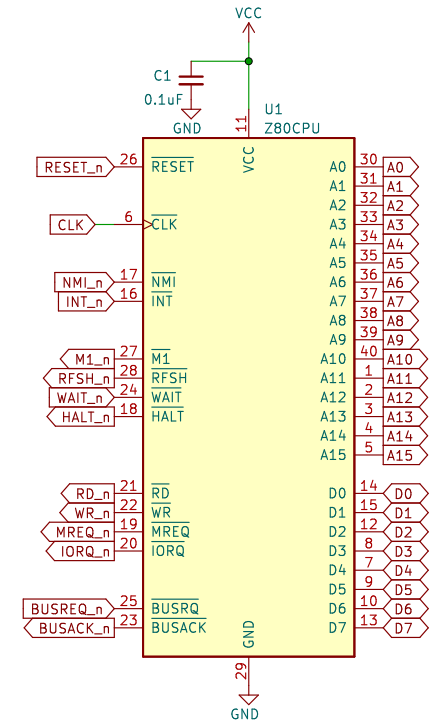 VCC
C1
0.1uF
GND
U1
Z80CPU
11
VCC
RESET_n 26 RESET A0 30 A0
A1 31 A1
A2 32 A2
CLK 6 CLK A3 33 A3
A4 34 A4
A5 35 A5
NMI_n 17 NMI A6 36 A6
INT_n 16 INT A7 37 A7
A8 38 A8
A9 39 A9
M1_n 27 M1 A10 40 A10
RFSH_n 28 RFSH A11 1 A11
WAIT_n 24 WAIT A12 2 A12
HALT_n 18 HALT A13 3 A13
A14 4 A14
A15 5 A15
RD_n 21 RD D0 14 D0
WR_n 22 WR D1 15 D1
MREQ_n 19 MREQ D2 12 D2
IORQ_n 20 IORQ D3 8 D3
D4 7 D4
D5 9 D5
BUSREQ_n 25 BUSRQ D6 10 D6
BUSACK_n 23 BUSACK D7 13 D7
GND
29
GND